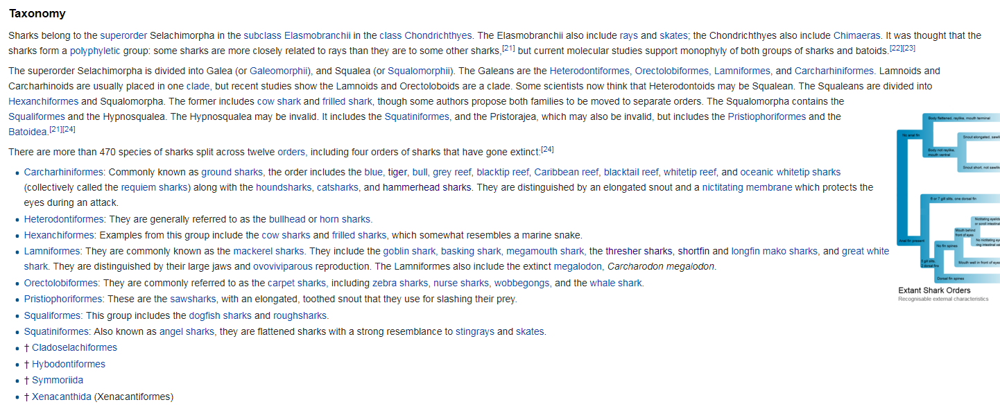 Taxonomy
Sharks belong to the superorder Selachimorpha in the subclass Elasmobranchii in the class Chondrichthyes. The Elasmobranchii also include rays and skates; the Chondrichthyes also include Chimaeras. It was thought that the
sharks form a polyphyletic group: some sharks are more closely related to rays than they are to some other sharks,[21] but current molecular studies support monophyly of both groups of sharks and batoids.[22][23]
The superorder Selachimorpha is divided into Galea (or Galeomorphii), and Squalea (or Squalomorphii). The Galeans are the Heterodontiformes, Orectolobiformes, Lamniformes, and Carcharhiniformes. Lamnoids and
Carcharhinoids are usually placed in one clade, but recent studies show the Lamnoids and Orectoloboids are a clade. Some scientists now think that Heterodontoids may be Squalean. The Squaleans are divided into
Hexanchiformes and Squalomorpha. The former includes cow shark and frilled shark, though some authors propose both families to be moved to separate orders. The Squalomorpha contains the
Squaliformes and the Hypnosqualea. The Hypnosqualea may be invalid. It includes the Squatiniformes, and the Pristorajea, which may also be invalid, but includes the Pristiophoriformes and the
Batoidea.[21][24]
There are more than 470 species of sharks split across twelve orders, including four orders of sharks that have gone extinct:[24]
• Carcharhiniformes: Commonly known as ground sharks, the order includes the blue, tiger, bull, grey reef, blacktip reef, Caribbean reef, blacktail reef, whitetip reef, and oceanic whitetip sharks
(collectively called the requiem sharks) along with the houndsharks, catsharks, and hammerhead sharks. They are distinguished by an elongated snout and a nictitating membrane which protects the
eyes during an attack.
• Heterodontiformes: They are generally referred to as the bullhead or horn sharks.
• Hexanchiformes: Examples from this group include the cow sharks and frilled sharks, which somewhat resembles a marine snake.
• Lamniformes: They are commonly known as the mackerel sharks. They include the goblin shark, basking shark, megamouth shark, the thresher sharks, shortfin and longfin mako sharks, and great white
shark. They are distinguished by their large jaws and ovoviviparous reproduction. The Lamniformes also include the extinct megalodon, Carcharodon megalodon.
• Orectolobiformes: They are commonly referred to as the carpet sharks, including zebra sharks, nurse sharks, wobbegongs, and the whale shark.
• Pristiophoriformes: These are the sawsharks, with an elongated, toothed snout that they use for slashing their prey.
• Squaliformes: This group includes the dogfish sharks and roughsharks.
• Squatiniformes: Also known as angel sharks, they are flattened sharks with a strong resemblance to stingrays and skates.
• † Cladoselachiformes
• † Hybodontiformes
• † Symmoriida
• † Xenacanthida (Xenacantiformes)
Body flattened, raylike, mouth terminal
No anal fin
Snout elongated,
Body not raylike,
mouth ventral
Snout short, not
6 or 7 gill slits, one dorsal fin
Nictitating
Mouth behind
front of eyes
No nictitating
No fin spines
Anal fin present
Mouth well in front of eyes
5 gill slits,
2 dorsal fins
Dorsal fin spines
Extant Shark Orders
Recognisable external characteristics